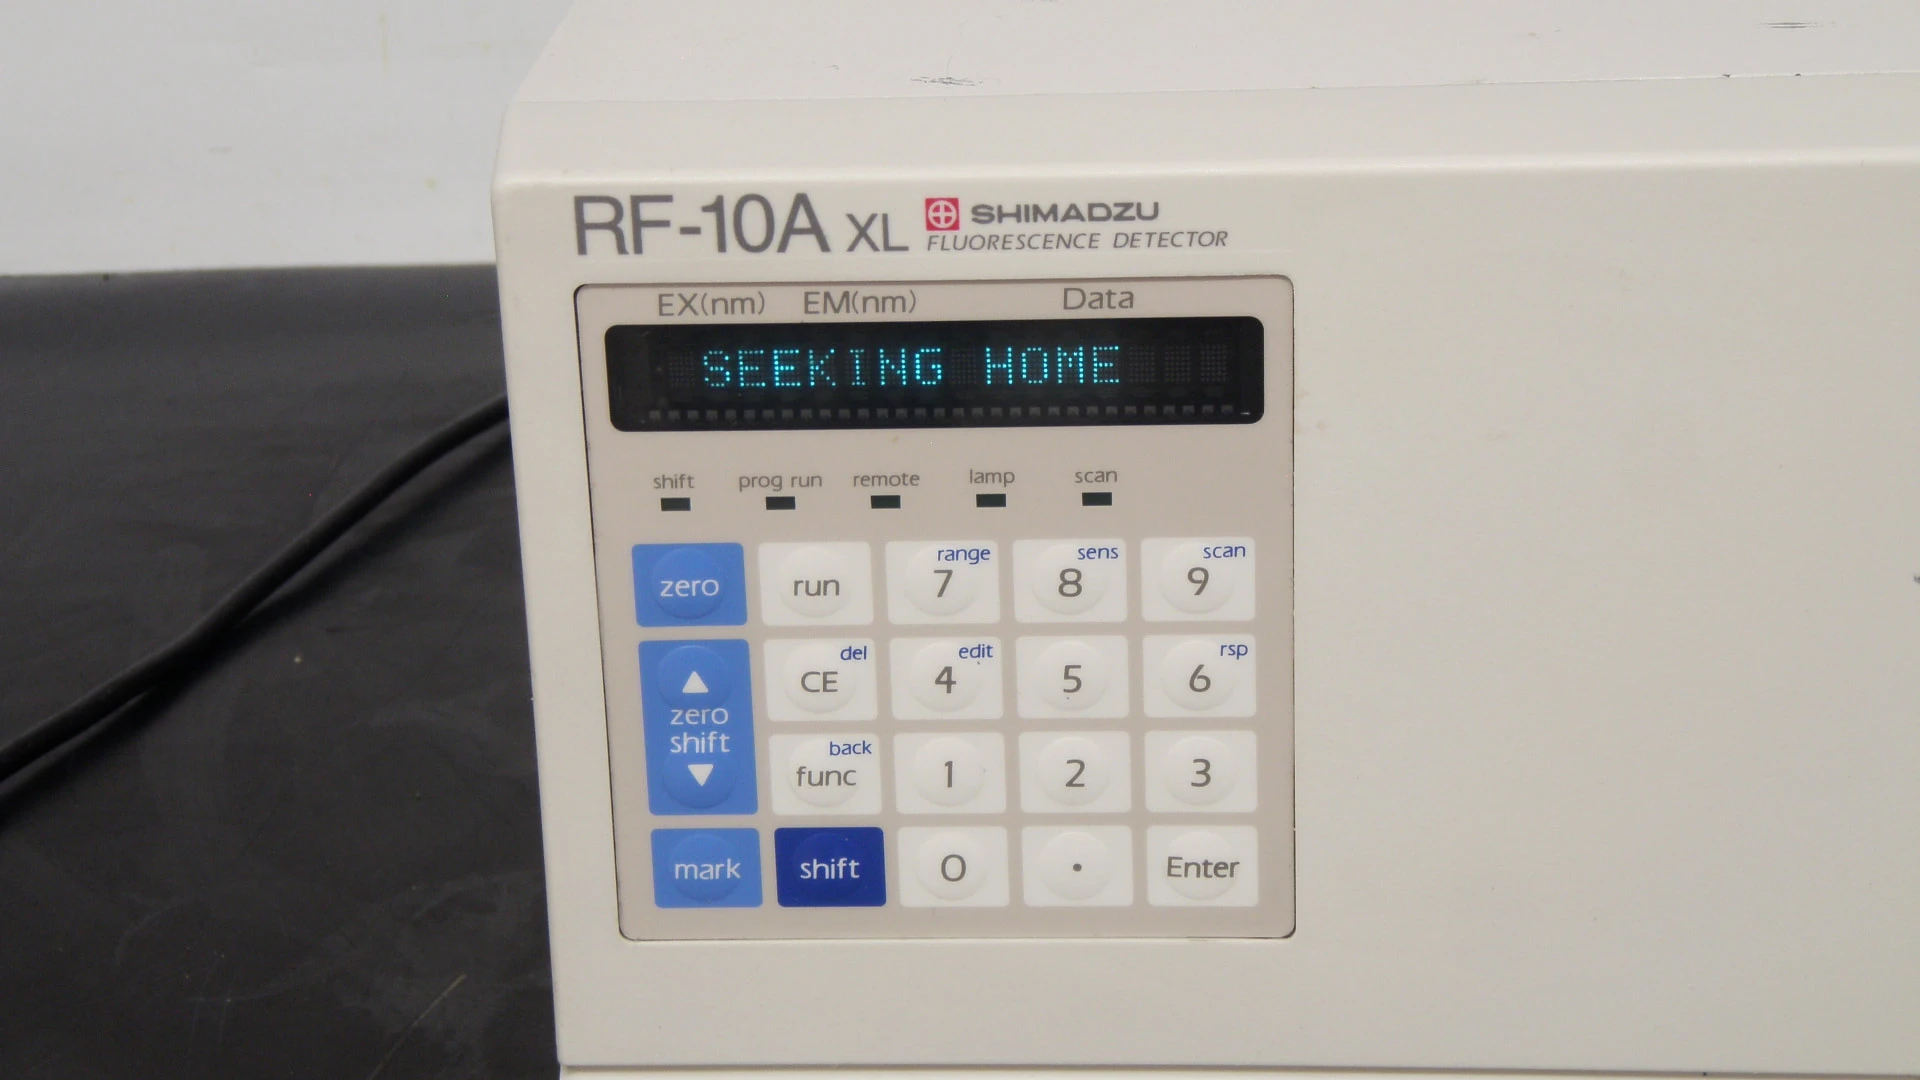 RF-10A XL SHIMADZU
FLUORESCENCE DETECTOR
EX(nm) EM(nm) Data
SEEKING HOME
shift prog run remote lamp scan
zero run range 7 sens 8 scan 9
del CE edit 4 5 rsp 6
zero
shift
back func 1 2 3
mark shift 0 . Enter